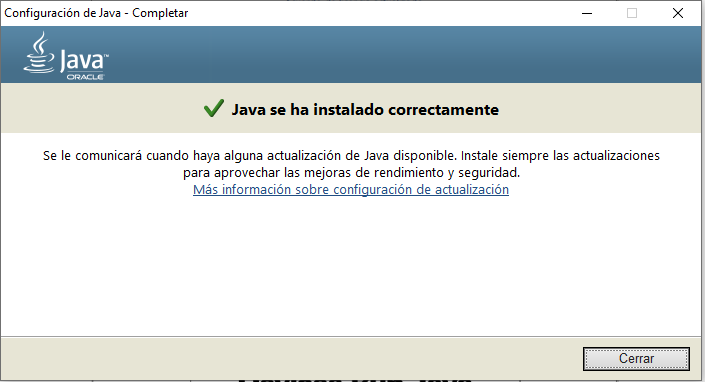 Configuración de Java - Completar
Java™
ORACLE
Java se ha instalado correctamente
Se le comunicará cuando haya alguna actualización de Java disponible. Instale siempre las actualizaciones
para aprovechar las mejoras de rendimiento y seguridad.
Más información sobre configuración de actualización
Cerrar